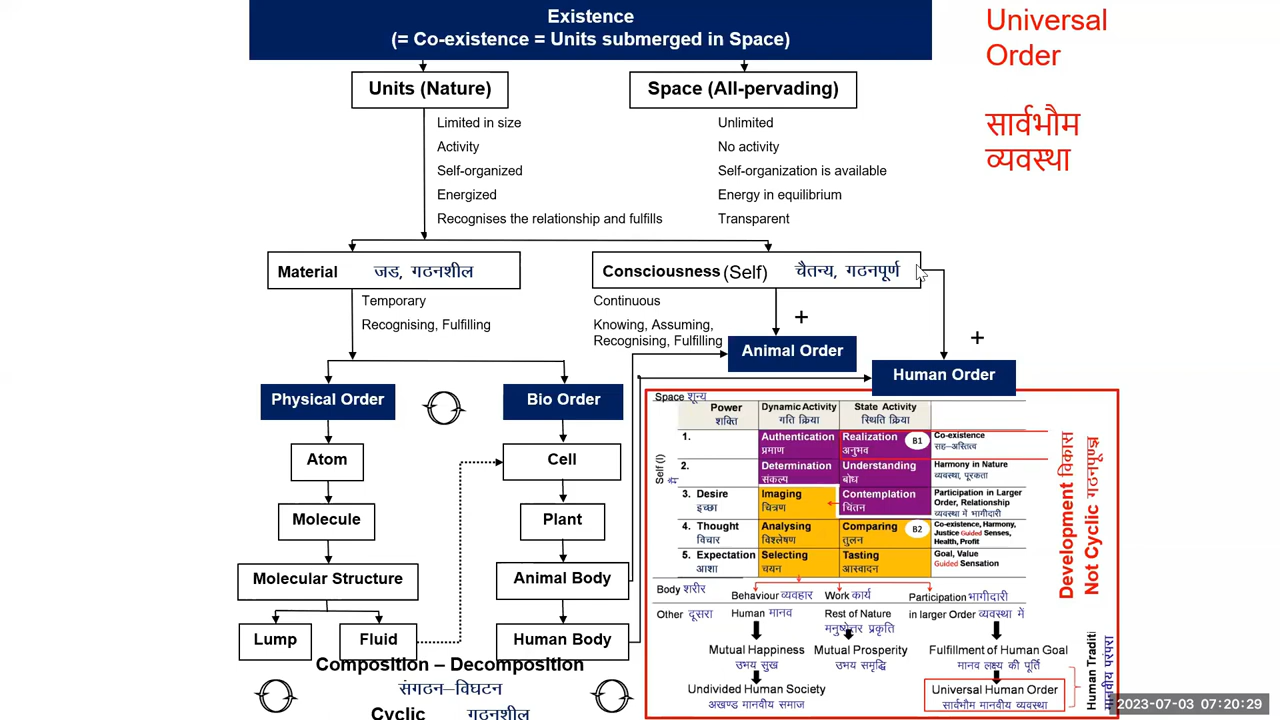 Existence
(= Co-existence = Units submerged in Space)
Universal
Order
सार्वभौम
व्यवस्था
Units (Nature)
Space (All-pervading)
Limited in size
Activity
Self-organized
Energized
Recognises the relationship and fulfills
Unlimited
No activity
Self-organization is available
Energy in equilibrium
Transparent
Material जड, गठनशील
Consciousness (Self) चैतन्य, गठनपूर्ण
Temporary
Recognising, Fulfilling
Continuous
Knowing, Assuming,
Recognising, Fulfilling
+
+
Animal Order
Human Order
Physical Order
Bio Order
Atom
Molecule
Molecular Structure
Lump
Fluid
Cell
Plant
Animal Body
Human Body
Composition – Decomposition
संगठन–विघटन
Cyclic गठनशील
Space शून्य
Power
शक्ति
Dynamic Activity
गति क्रिया
State Activity
स्थिति क्रिया
Self (I)
1.
Authentication
प्रमाण
Realization
अनुभव
B1
Co-existence
सह-अस्तित्व
2.
Determination
संकल्प
Understanding
बोध
Harmony in Nature
व्यवस्था, पूरकता
3. Desire
इच्छा
Imaging
चित्रण
Contemplation
चिंतन
Participation in Larger
Order, Relationship
व्यवस्था में भागीदारी
4. Thought
विचार
Analysing
विश्लेषण
Comparing
तुलन
B2
Co-existence, Harmony,
Justice Guided Senses,
Health, Profit
5. Expectation
आशा
Selecting
चयन
Tasting
आस्वादन
Goal, Value
Guided Sensation
Body शरीर
Behaviour व्यवहार
Work कार्य
Participation भागीदारी
Other दूसरा
Human मानव
Rest of Nature
मनुष्येत्तर प्रकृति
in larger Order व्यवस्था में
Mutual Happiness
उभय सुख
Mutual Prosperity
उभय समृद्धि
Fulfillment of Human Goal
मानव लक्ष्य की पूर्ति
Undivided Human Society
अखण्ड मानवीय समाज
Universal Human Order
सार्वभौम मानवीय व्यवस्था
Development विकास
Not Cyclic
Human Traditi
मानवीय परंपरा
2023-07-03 07:20:29